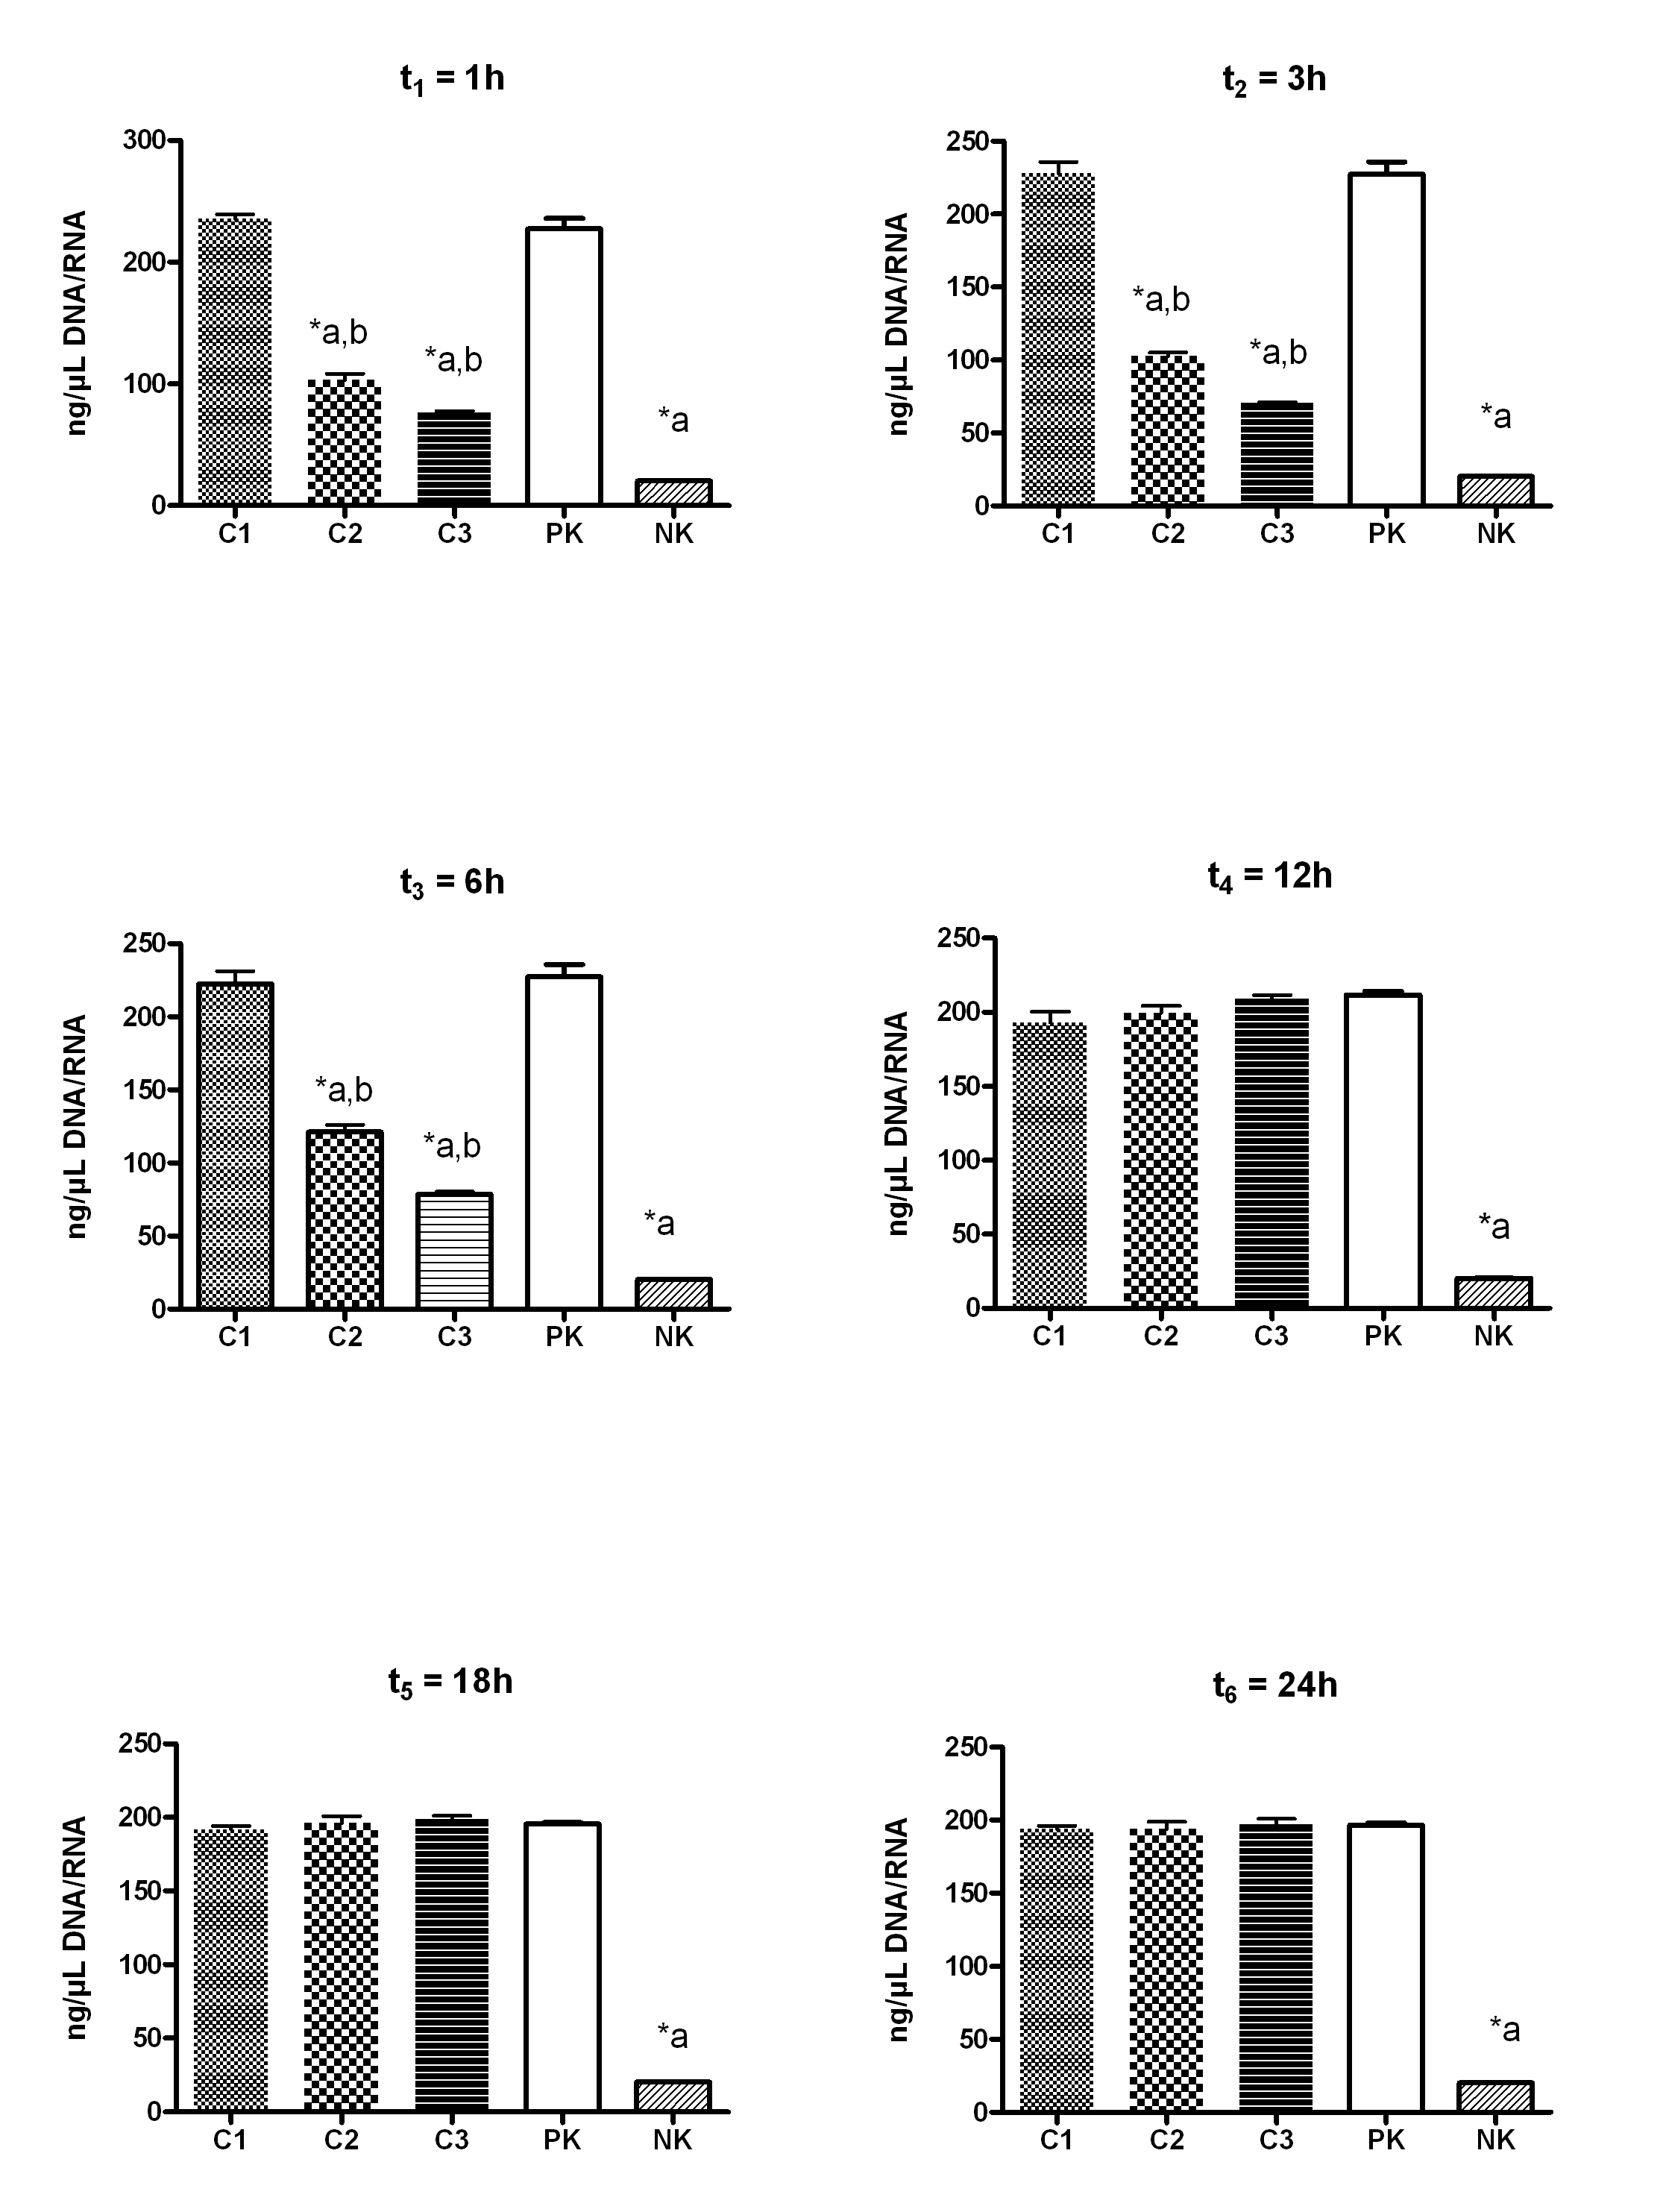 t₁ = 1h
300
200
100
0
ng/µL DNA/RNA
*a,b
*a,b
*a
C1 C2 C3 PK NK
t₂ = 3h
250
200
150
100
50
0
ng/µL DNA/RNA
*a,b
*a,b
*a
C1 C2 C3 PK NK
t₃ = 6h
250
200
150
100
50
0
ng/µL DNA/RNA
*a,b
*a,b
*a
C1 C2 C3 PK NK
t₄ = 12h
250
200
150
100
50
0
ng/µL DNA/RNA
*a
C1 C2 C3 PK NK
t₅ = 18h
250
200
150
100
50
0
ng/µL DNA/RNA
*a
C1 C2 C3 PK NK
t₆ = 24h
250
200
150
100
50
0
ng/µL DNA/RNA
*a
C1 C2 C3 PK NK